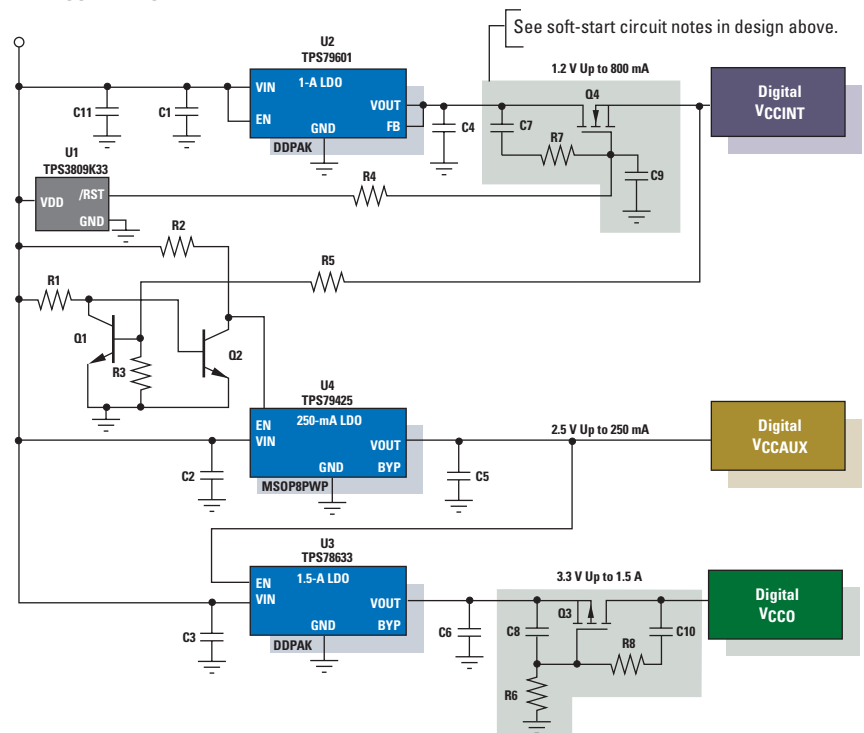 See soft-start circuit notes in design above.
U2
TPS79601
1-A LDO
VIN
EN
VOUT
FB
GND
DDPAK
C11
C1
C4
1.2 V Up to 800 mA
Q4
C7
R7
C9
Digital
VCCINT
U1
TPS3809K33
VDD
/RST
GND
R4
R2
R5
R1
Q1
R3
Q2
U4
TPS79425
250-mA LDO
EN
VIN
VOUT
GND
BYP
MSOP8PWP
C2
C5
2.5 V Up to 250 mA
Digital
VCCAUX
U3
TPS78633
1.5-A LDO
EN
VIN
VOUT
GND
BYP
DDPAK
C3
C6
3.3 V Up to 1.5 A
Q3
C8
C10
R8
R6
Digital
VCCO